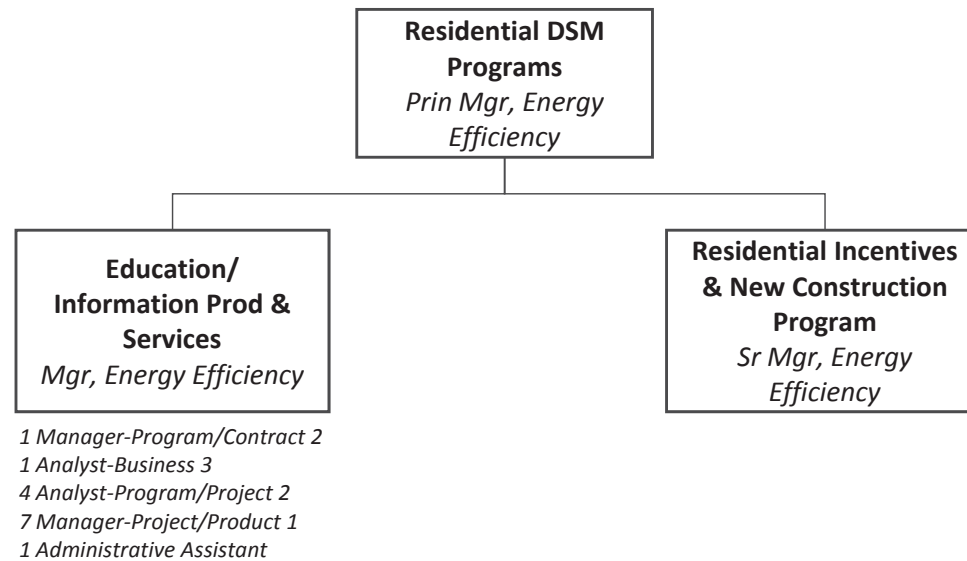 Residential DSM
Programs
Prin Mgr, Energy
Efficiency
Education/
Information Prod &
Services
Mgr, Energy Efficiency
1 Manager-Program/Contract 2
1 Analyst-Business 3
4 Analyst-Program/Project 2
7 Manager-Project/Product 1
1 Administrative Assistant
Residential Incentives
& New Construction
Program
Sr Mgr, Energy
Efficiency